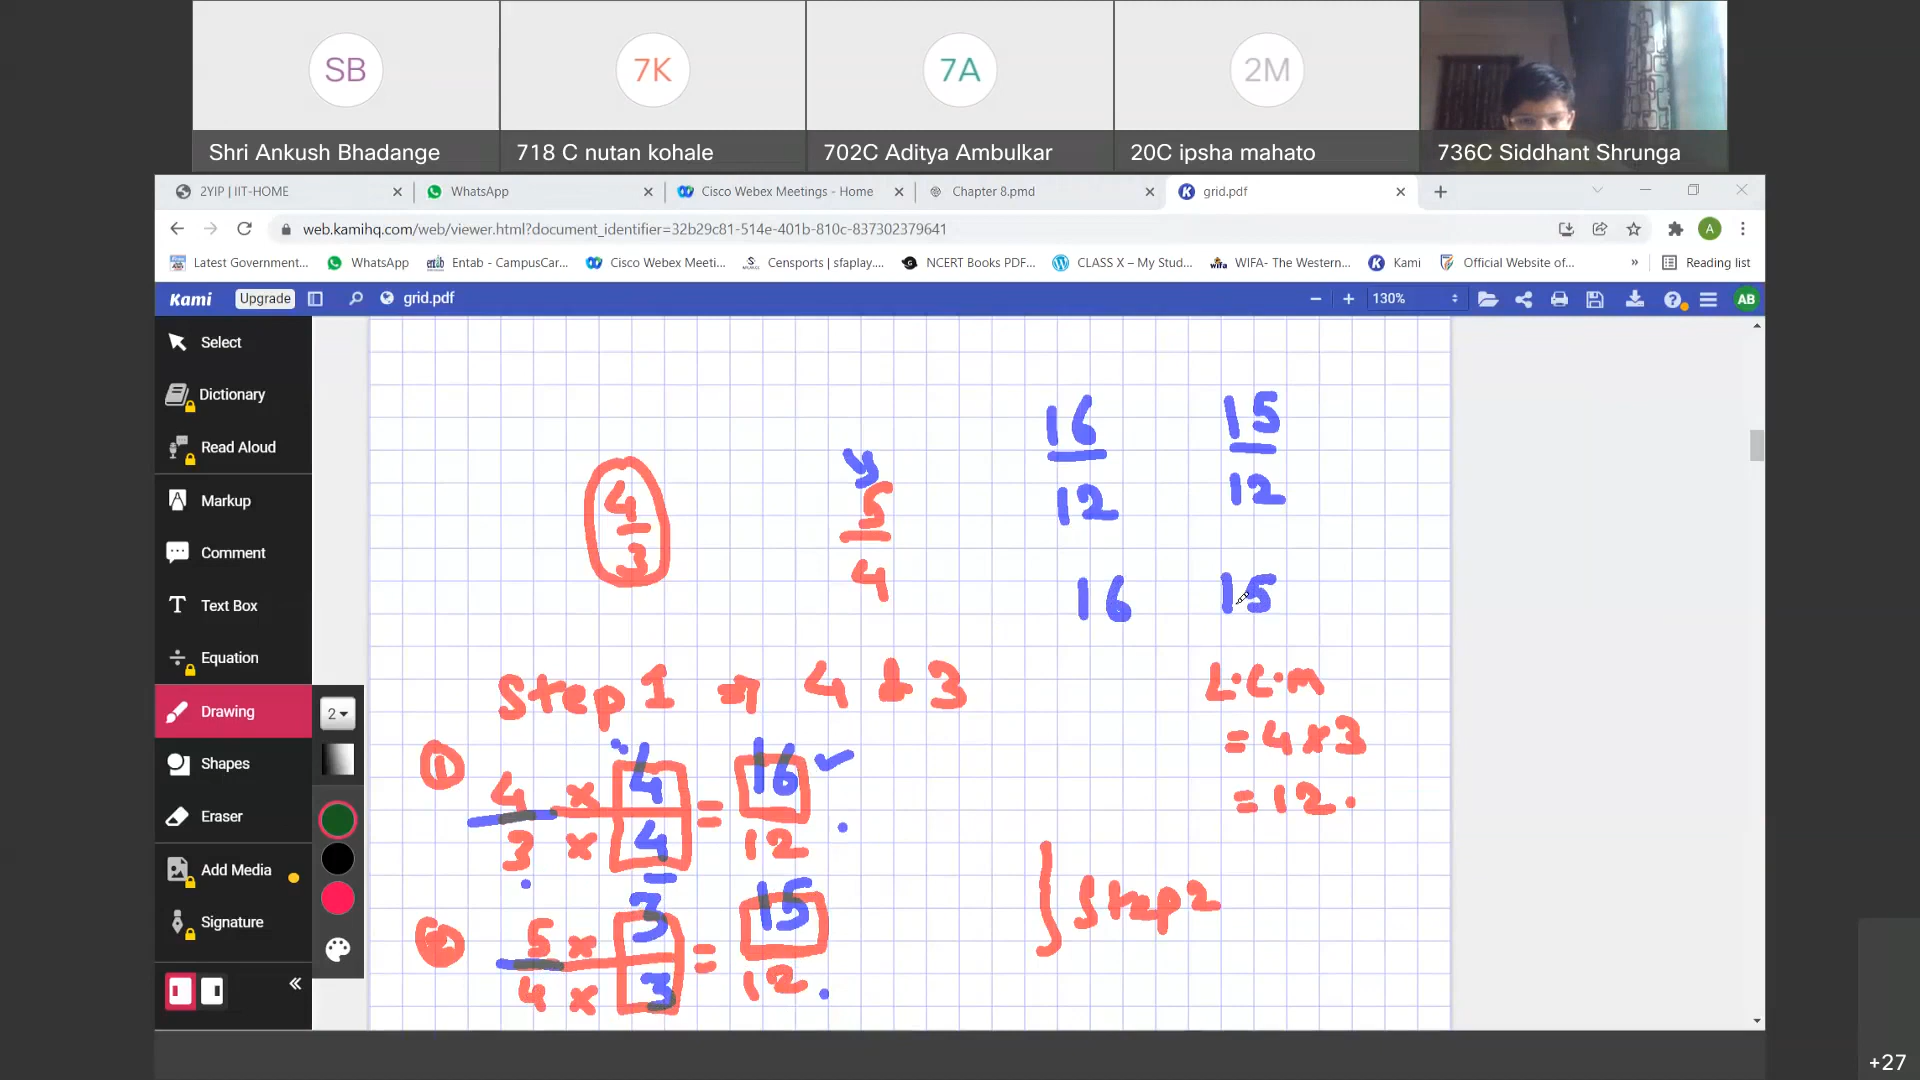 SB
7K
7A
2M
Shri Ankush Bhadange
718 C nutan kohale
702C Aditya Ambulkar
20C ipsha mahato
736C Siddhant Shrunga
2YIP | IIT-HOME
WhatsApp
Cisco Webex Meetings - Home
Chapter 8.pmd
grid.pdf
web.kamihq.com/web/viewer.html?document_identifier=32b29c81-514e-401b-810c-837302379641
A
Latest Government...
WhatsApp
Entab - CampusCar...
Cisco Webex Meeti...
Censports | sfaplay....
NCERT Books PDF...
CLASS X – My Stud...
WIFA- The Western...
Kami
Official Website of...
»
Reading list
Kami
Upgrade
grid.pdf
130%
AB
Select
Dictionary
Read Aloud
Markup
Comment
Text Box
Equation
Drawing
2
Shapes
Eraser
Add Media
Signature
16 15
4 5
3 4
12 12
16 15
Step 1 ⇒ 4 & 3
L.C.M
= 4 x 3
= 12.
① 4 x 4 = 16 ✓
3 x 4 12
② 5 x 3 = 15
4 x 3 12
Step 2
+27